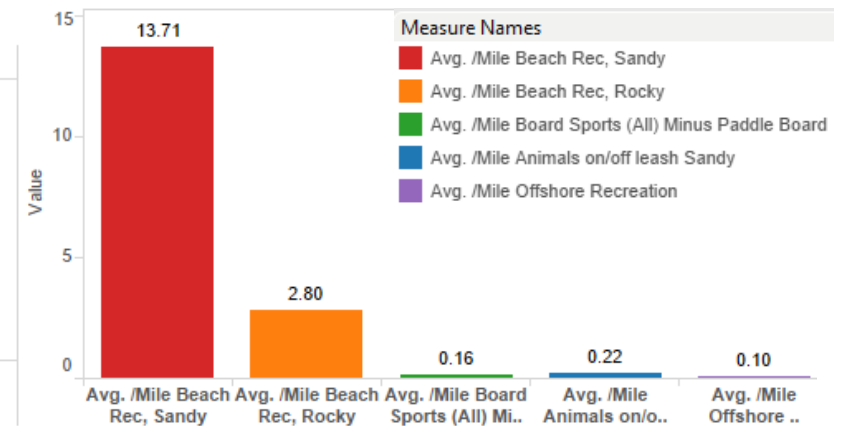 15
10
5
0
Value
13.71
2.80
0.16
0.22
0.10
Measure Names
Avg. /Mile Beach Rec, Sandy
Avg. /Mile Beach Rec, Rocky
Avg. /Mile Board Sports (All) Minus Paddle Board
Avg. /Mile Animals on/off leash Sandy
Avg. /Mile Offshore Recreation
Avg. /Mile Beach
Rec, Sandy
Avg. /Mile Beach
Rec, Rocky
Avg. /Mile Board
Sports (All) Mi..
Avg. /Mile
Animals on/o..
Avg. /Mile
Offshore ..